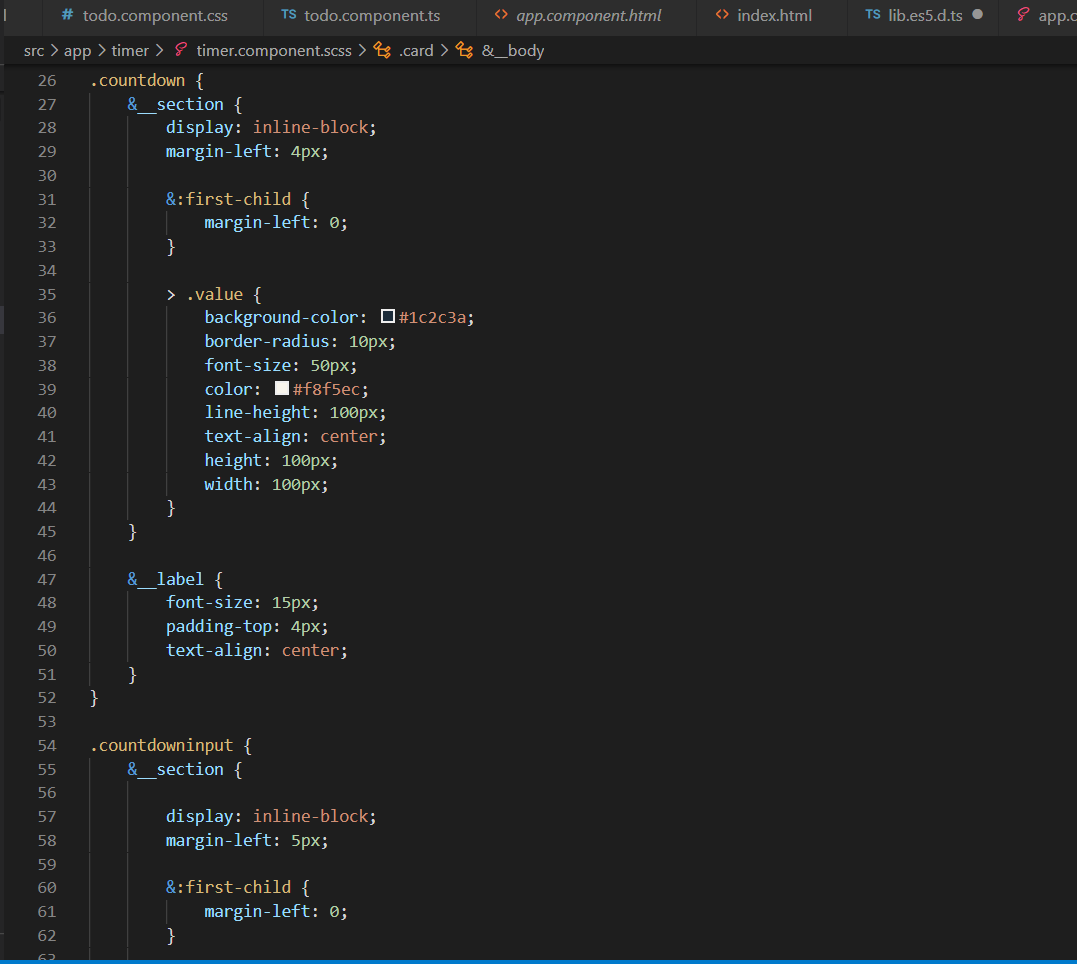 # todo.component.css TS todo.component.ts <> app.component.html <> index.html TS lib.es5.d.ts ● app.c
src > app > timer > timer.component.scss > .card > &__body
26 .countdown {
27 &__section {
28 display: inline-block;
29 margin-left: 4px;
30
31 &:first-child {
32 margin-left: 0;
33 }
34
35 > .value {
36 background-color: #1c2c3a;
37 border-radius: 10px;
38 font-size: 50px;
39 color: #f8f5ec;
40 line-height: 100px;
41 text-align: center;
42 height: 100px;
43 width: 100px;
44 }
45 }
46
47 &__label {
48 font-size: 15px;
49 padding-top: 4px;
50 text-align: center;
51 }
52 }
53
54 .countdowninput {
55 &__section {
56
57 display: inline-block;
58 margin-left: 5px;
59
60 &:first-child {
61 margin-left: 0;
62 }
63